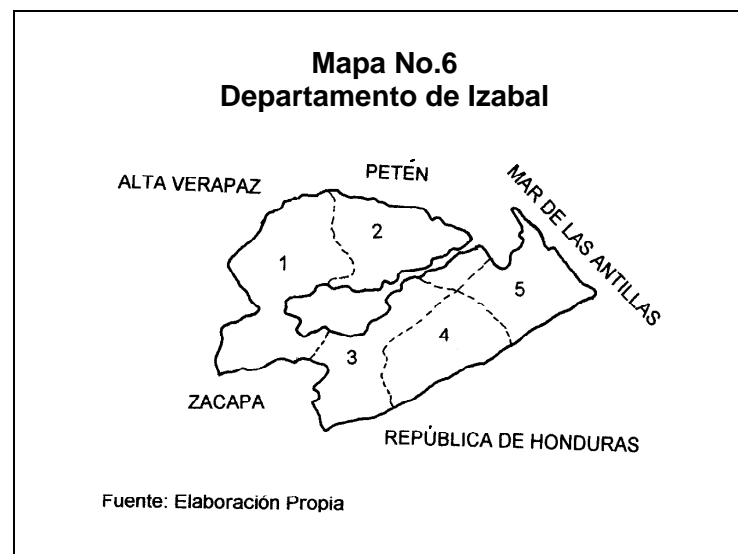 Mapa No.6
Departamento de Izabal
PETÉN
ALTA VERAPAZ
MAR DE LAS ANTILLAS
2
1
5
4
3
ZACAPA
REPÚBLICA DE HONDURAS
Fuente: Elaboración Propia